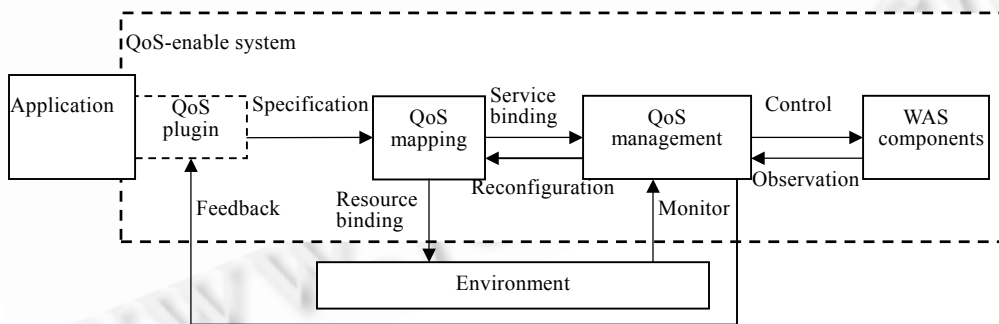 QoS-enable system
Application
QoS
plugin
Specification
QoS
mapping
Service
binding
Reconfiguration
QoS
management
Control
Observation
WAS
components
Feedback
Resource
binding
Monitor
Environment